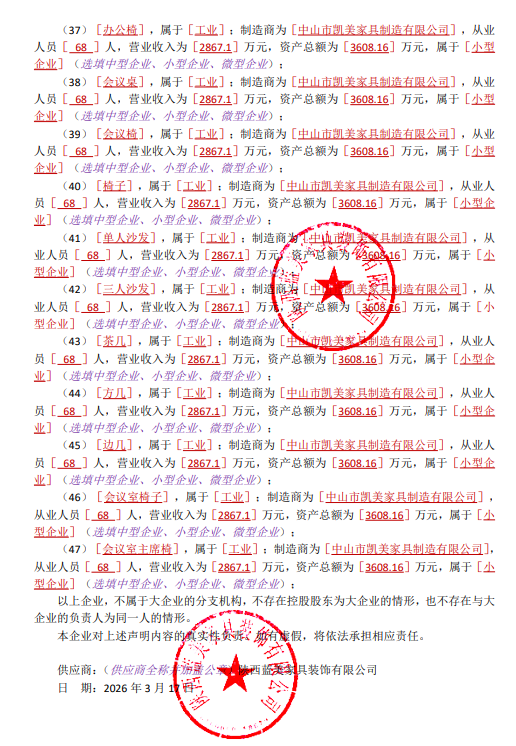 （37）［办公椅］，属于［工业］；制造商为［中山市凯美家具制造有限公司］，从业
人员［ 68 ］人，营业收入为［2867.1］万元，资产总额为［3608.16］万元，属于［小型
企业］（选填中型企业、小型企业、微型企业）；
（38）［会议桌］，属于［工业］；制造商为［中山市凯美家具制造有限公司］，从业
人员［ 68 ］人，营业收入为［2867.1］万元，资产总额为［3608.16］万元，属于［小型
企业］（选填中型企业、小型企业、微型企业）；
（39）［会议椅］，属于［工业］；制造商为［中山市凯美家具制造有限公司］，从业
人员［ 68 ］人，营业收入为［2867.1］万元，资产总额为［3608.16］万元，属于［小型
企业］（选填中型企业、小型企业、微型企业）；
（40）［椅子］，属于［工业］；制造商为［中山市凯美家具制造有限公司］，从业人
员［ 68 ］人，营业收入为［2867.1］万元，资产总额为［3608.16］万元，属于［小型企
业］（选填中型企业、小型企业、微型企业）；
（41）［单人沙发］，属于［工业］；制造商为［中山市凯美家具制造有限公司］，从
业人员［ 68 ］人，营业收入为［2867.1］万元，资产总额为［3608.16］万元，属于［小
型企业］（选填中型企业、小型企业、微型企业）；
（42）［三人沙发］，属于［工业］；制造商为［中山市凯美家具制造有限公司］，从
业人员［ 68 ］人，营业收入为［2867.1］万元，资产总额为［3608.16］万元，属于［小
型企业］（选填中型企业、小型企业、微型企业）；
（43）［茶几］，属于［工业］；制造商为［中山市凯美家具制造有限公司］，从业人
员［ 68 ］人，营业收入为［2867.1］万元，资产总额为［3608.16］万元，属于［小型企
业］（选填中型企业、小型企业、微型企业）；
（44）［方几］，属于［工业］；制造商为［中山市凯美家具制造有限公司］，从业人
员［ 68 ］人，营业收入为［2867.1］万元，资产总额为［3608.16］万元，属于［小型企
业］（选填中型企业、小型企业、微型企业）；
（45）［边几］，属于［工业］；制造商为［中山市凯美家具制造有限公司］，从业人
员［ 68 ］人，营业收入为［2867.1］万元，资产总额为［3608.16］万元，属于［小型企
业］（选填中型企业、小型企业、微型企业）；
（46）［会议室椅子］，属于［工业］；制造商为［中山市凯美家具制造有限公司］，
从业人员［ 68 ］人，营业收入为［2867.1］万元，资产总额为［3608.16］万元，属于［小
型企业］（选填中型企业、小型企业、微型企业）；
（47）［会议室主席椅］，属于［工业］；制造商为［中山市凯美家具制造有限公司］，
从业人员［ 68 ］人，营业收入为［2867.1］万元，资产总额为［3608.16］万元，属于［小
型企业］（选填中型企业、小型企业、微型企业）；
以上企业，不属于大企业的分支机构，不存在控股股东为大企业的情形，也不存在与大
企业的负责人为同一人的情形。
本企业对上述声明内容的真实性负责。如有虚假，将依法承担相应责任。
供应商：（供应商全称并加盖公章）陕西蓝美家具装饰有限公司
日 期：2026 年 3 月 17 日